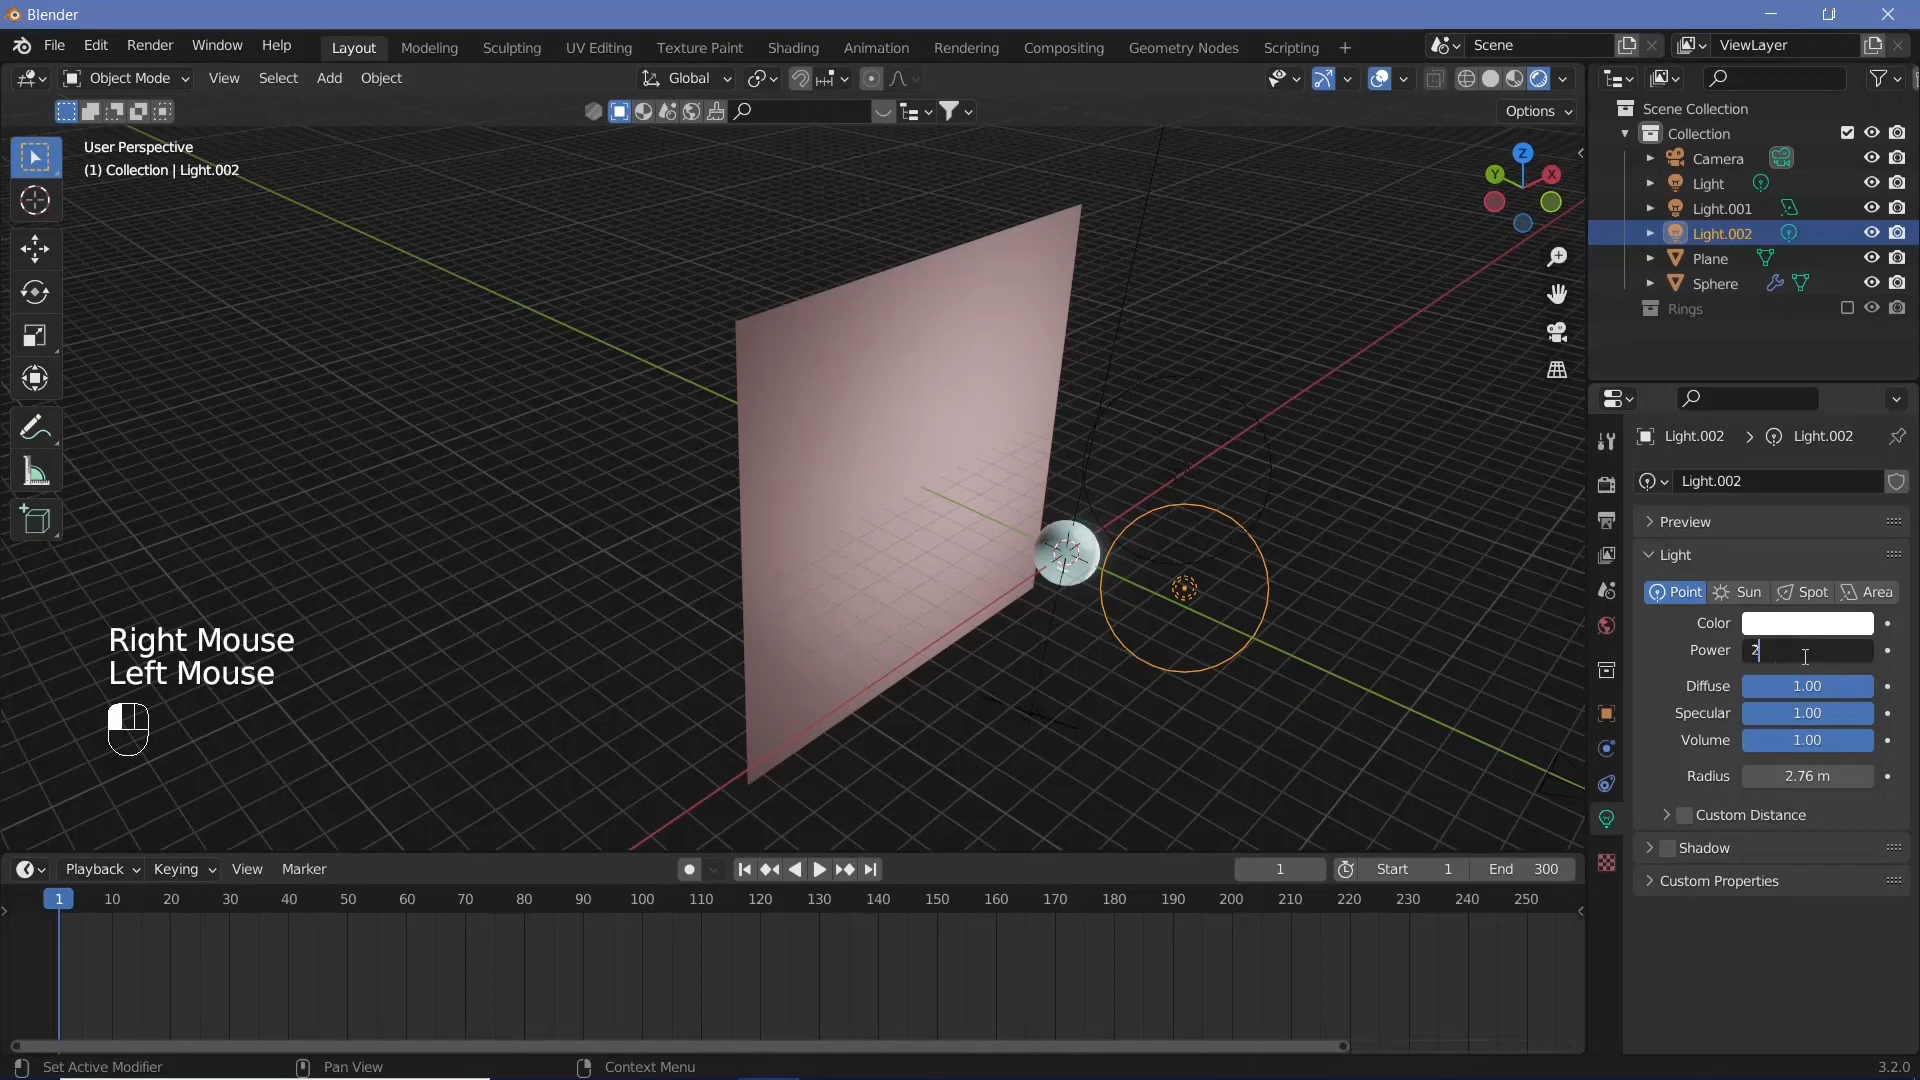 Blender
File Edit Render Window Help Layout Modeling Sculpting UV Editing Texture Paint Shading Animation Rendering Compositing Geometry Nodes Scripting + Scene ViewLayer
Object Mode View Select Add Object Global
Options
User Perspective
(1) Collection | Light.002
Z
Y
X
Right Mouse
Left Mouse
Scene Collection
Collection
Camera
Light
Light.001
Light.002
Plane
Sphere
Rings
Light.002 > Light.002
Light.002
Preview
Light
Point Sun Spot Area
Color
Power 2
Diffuse 1.00
Specular 1.00
Volume 1.00
Radius 2.76 m
Custom Distance
Shadow
Custom Properties
Playback Keying View Marker 1 Start 1 End 300
1 10 20 30 40 50 60 70 80 90 100 110 120 130 140 150 160 170 180 190 200 210 220 230 240 250
Set Active Modifier Pan View Context Menu 3.2.0